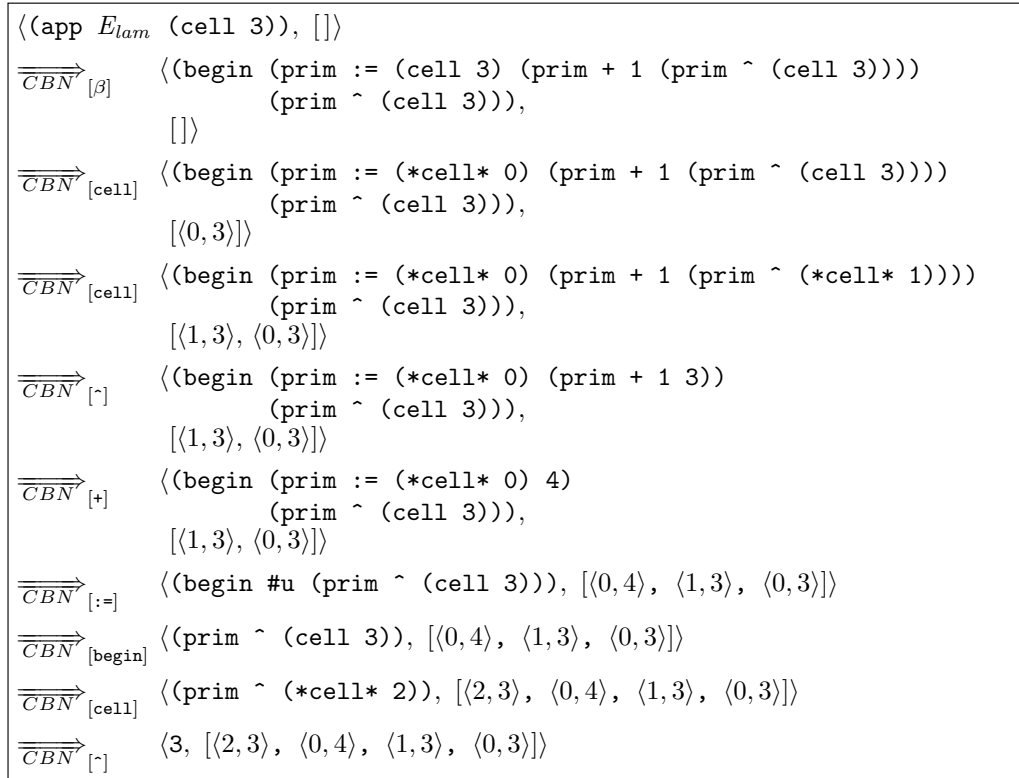 ⟨(app E_lam (cell 3)), [ ]⟩
⟹CBN [β] ⟨(begin (prim := (cell 3) (prim + 1 (prim ^ (cell 3))))
(prim ^ (cell 3))),
[ ]⟩
⟹CBN [cell] ⟨(begin (prim := (*cell* 0) (prim + 1 (prim ^ (cell 3))))
(prim ^ (cell 3))),
[⟨0, 3⟩]⟩
⟹CBN [cell] ⟨(begin (prim := (*cell* 0) (prim + 1 (prim ^ (*cell* 1))))
(prim ^ (cell 3))),
[⟨1, 3⟩, ⟨0, 3⟩]⟩
⟹CBN [^] ⟨(begin (prim := (*cell* 0) (prim + 1 3))
(prim ^ (cell 3))),
[⟨1, 3⟩, ⟨0, 3⟩]⟩
⟹CBN [+] ⟨(begin (prim := (*cell* 0) 4)
(prim ^ (cell 3))),
[⟨1, 3⟩, ⟨0, 3⟩]⟩
⟹CBN [:=] ⟨(begin #u (prim ^ (cell 3))), [⟨0, 4⟩, ⟨1, 3⟩, ⟨0, 3⟩]⟩
⟹CBN [begin] ⟨(prim ^ (cell 3)), [⟨0, 4⟩, ⟨1, 3⟩, ⟨0, 3⟩]⟩
⟹CBN [cell] ⟨(prim ^ (*cell* 2)), [⟨2, 3⟩, ⟨0, 4⟩, ⟨1, 3⟩, ⟨0, 3⟩]⟩
⟹CBN [^] ⟨3, [⟨2, 3⟩, ⟨0, 4⟩, ⟨1, 3⟩, ⟨0, 3⟩]⟩